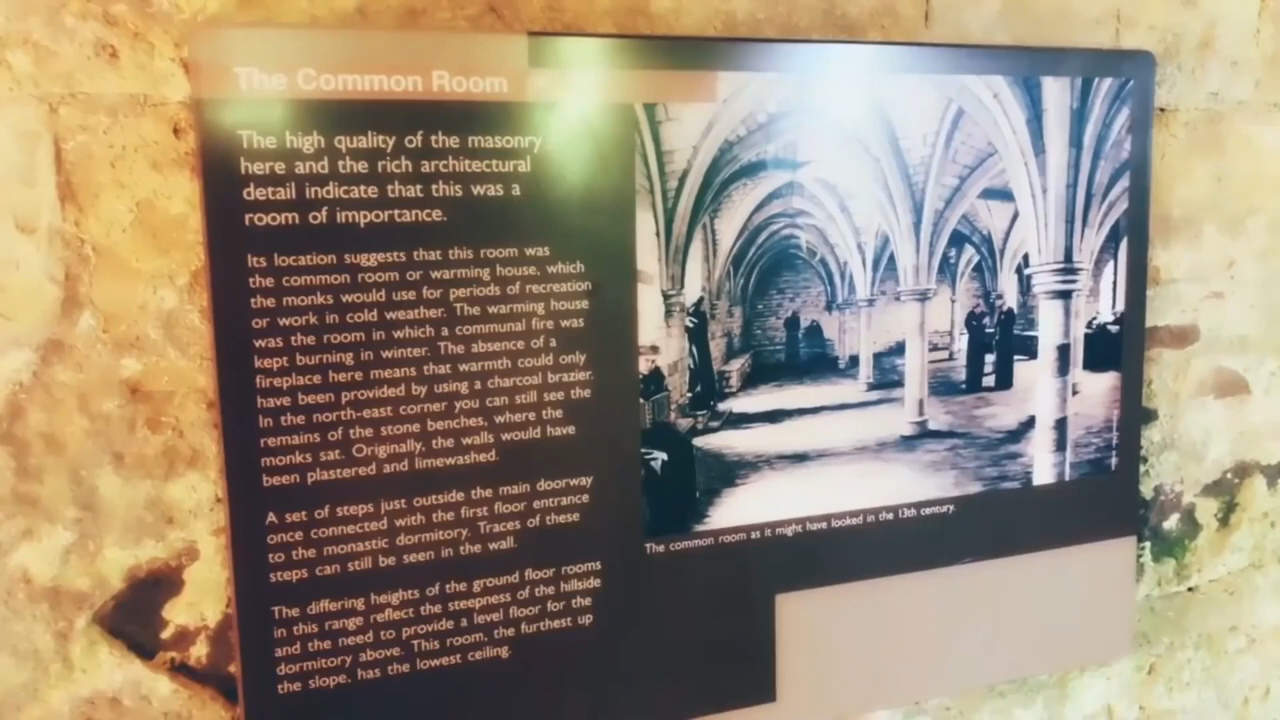 The Common Room
The high quality of the masonry
here and the rich architectural
detail indicate that this was a
room of importance.
Its location suggests that this room was
the common room or warming house, which
the monks would use for periods of recreation
or work in cold weather. The warming house
was the room in which a communal fire was
kept burning in winter. The absence of a
fireplace here means that warmth could only
have been provided by using a charcoal brazier.
In the north-east corner you can still see the
remains of the stone benches, where the
monks sat. Originally, the walls would have
been plastered and limewashed.
A set of steps just outside the main doorway
once connected with the first floor entrance
to the monastic dormitory. Traces of these
steps can still be seen in the wall.
The differing heights of the ground floor rooms
in this range reflect the steepness of the hillside
and the need to provide a level floor for the
dormitory above. This room, the furthest up
the slope, has the lowest ceiling.
The common room as it might have looked in the 13th century.